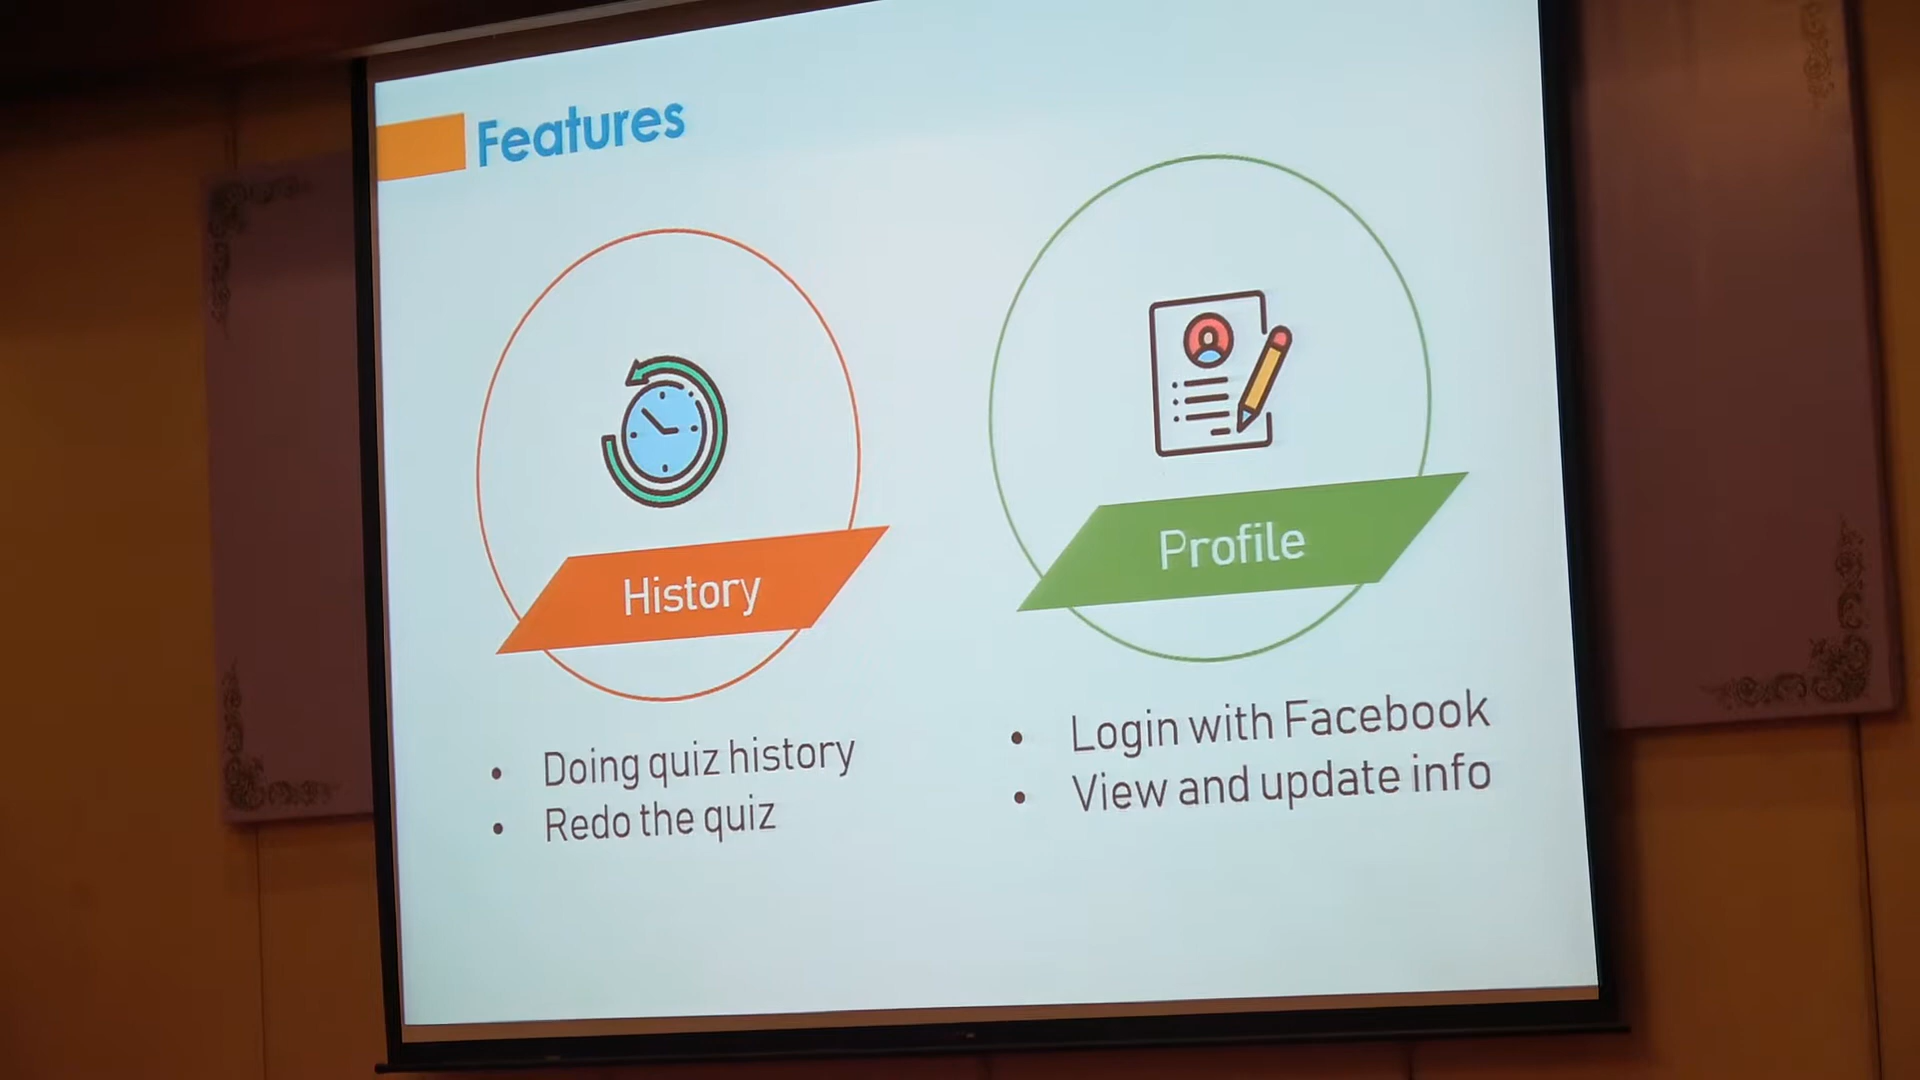 Features
History
Doing quiz history
Redo the quiz
Profile
Login with Facebook
View and update info